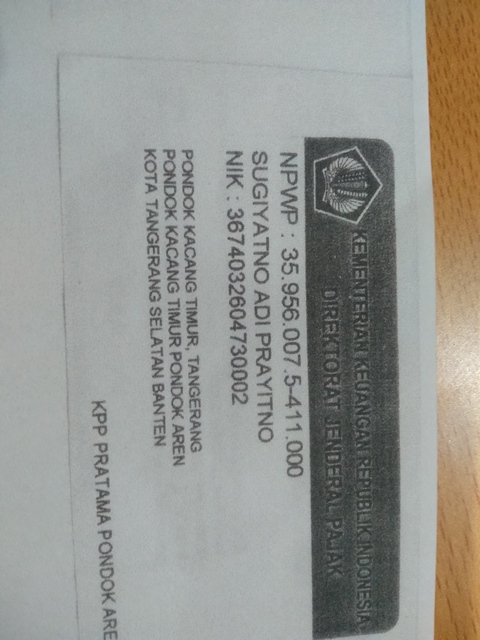 KEMENTERIAN KEUANGAN REPUBLIK INDONESIA
DIREKTORAT JENDERAL PAJAK
NPWP : 35.956.007.5-411.000
SUGIYATNO ADI PRAYITNO
NIK : 3674032604730002
PONDOK KACANG TIMUR, TANGERANG
PONDOK KACANG TIMUR PONDOK AREN
KOTA TANGERANG SELATAN BANTEN
KPP PRATAMA PONDOK ARE